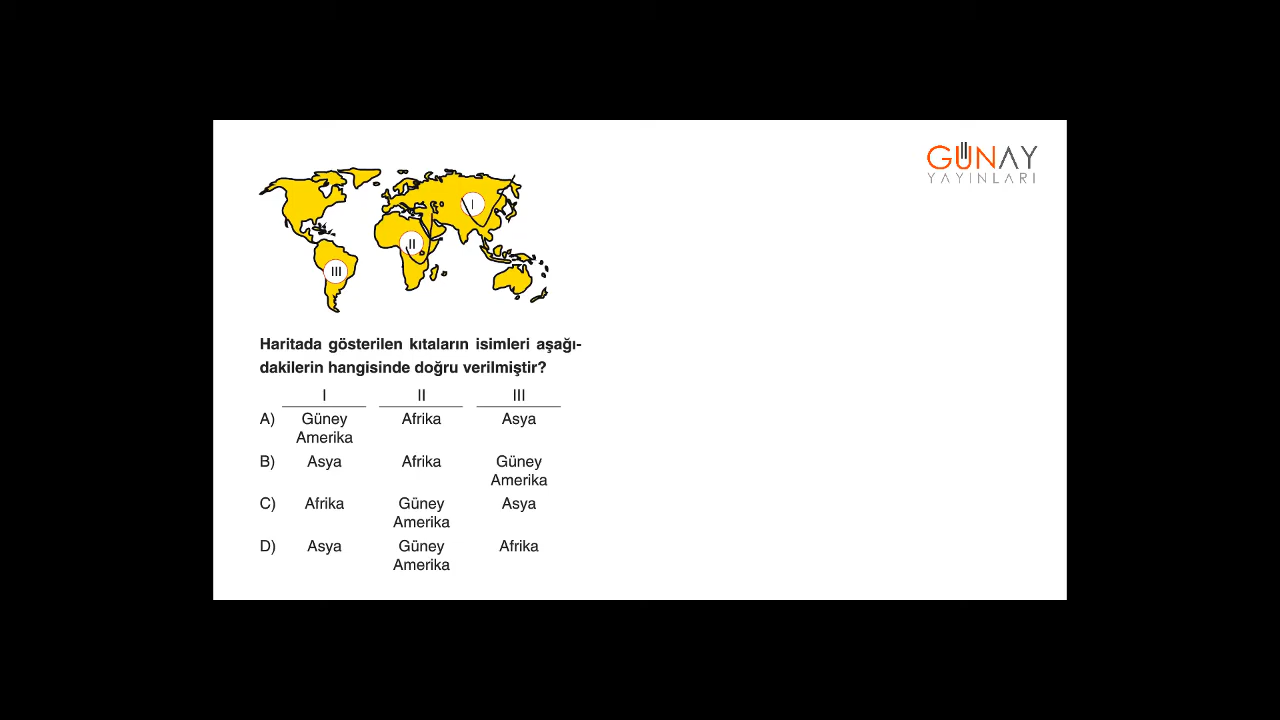 GÜNAY
YAYINLARI
I
II
III
Haritada gösterilen kıtaların isimleri aşağı-
dakilerin hangisinde doğru verilmiştir?
I II III
A) Güney Afrika Asya
Amerika
B) Asya Afrika Güney
Amerika
C) Afrika Güney Asya
Amerika
D) Asya Güney Afrika
Amerika